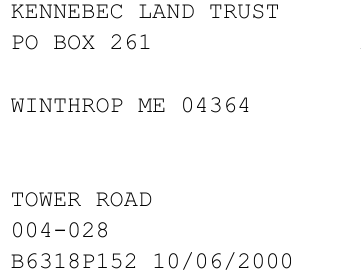 KENNEBEC LAND TRUST
PO BOX 261
WINTHROP ME 04364
TOWER ROAD
004-028
B6318P152 10/06/2000